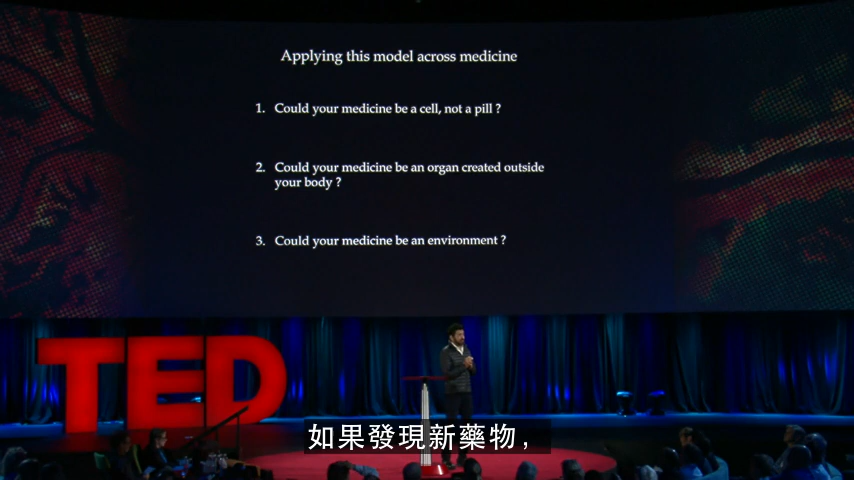 Applying this model across medicine
1. Could your medicine be a cell, not a pill ?
2. Could your medicine be an organ created outside
your body ?
3. Could your medicine be an environment ?
TED
如果發現新藥物，